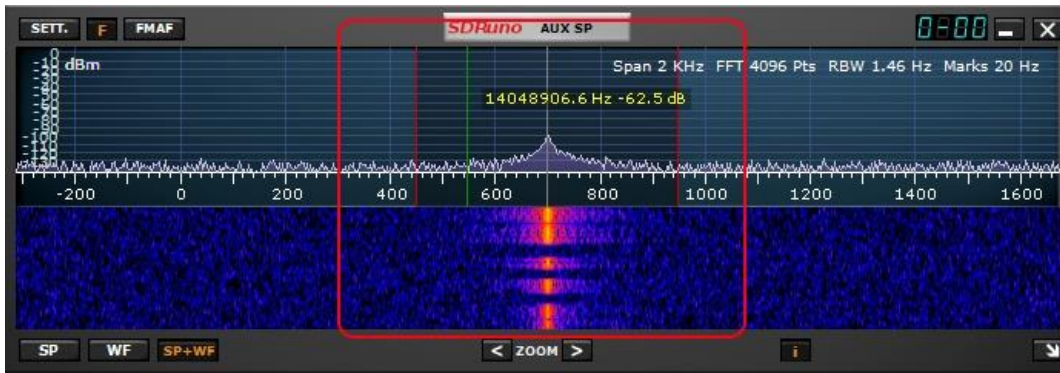 SETT. F FMAF SDRuno AUX SP 0-00
dBm Span 2 KHz FFT 4096 Pts RBW 1.46 Hz Marks 20 Hz
14048906.6 Hz -62.5 dB
-200 0 200 400 600 800 1000 1200 1400 1600
SP WF SP+WF < ZOOM > i